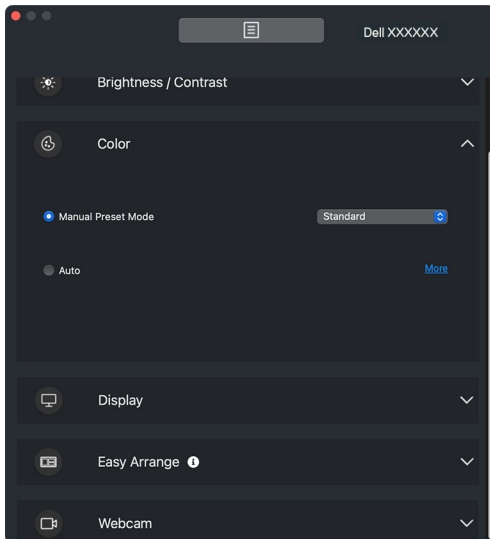 Dell XXXXXX
Brightness / Contrast
Color
Manual Preset Mode Standard
Auto More
Display
Easy Arrange
Webcam